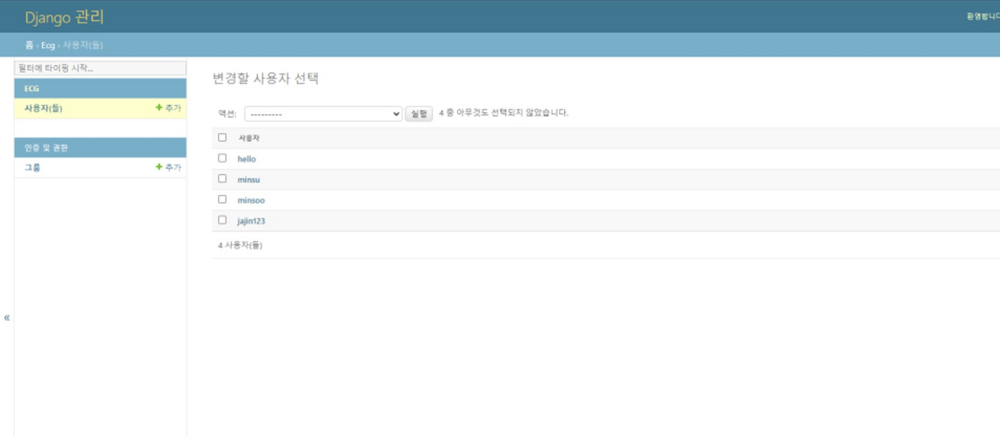 Django 관리
환영합니다
홈 › Ecg › 사용자(들)
필터에 타이핑 시작...
ECG
사용자(들) + 추가
인증 및 권한
그룹 + 추가
«
변경할 사용자 선택
액션: --------- 실행 4 중 아무것도 선택되지 않았습니다.
사용자
hello
minsu
minsoo
jajin123
4 사용자(들)